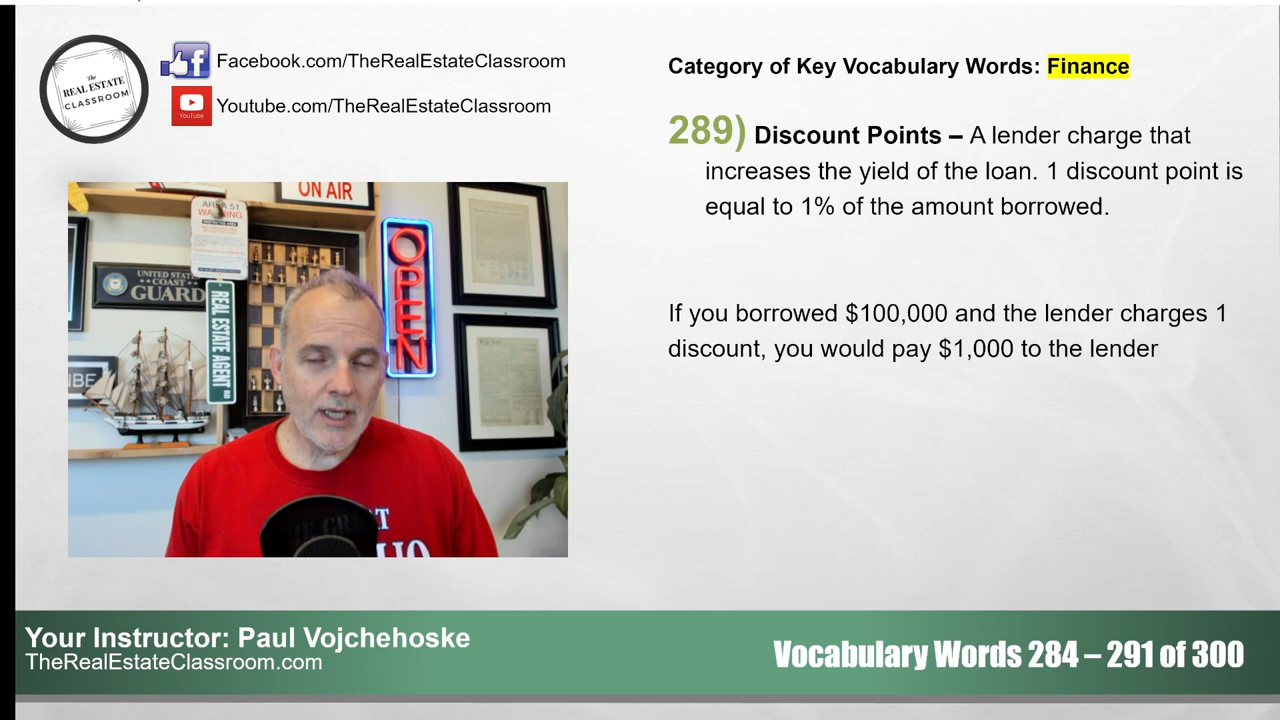 The
REAL ESTATE
CLASSROOM
Facebook.com/TheRealEstateClassroom
YouTube
Youtube.com/TheRealEstateClassroom
Category of Key Vocabulary Words: Finance
289) Discount Points – A lender charge that
increases the yield of the loan. 1 discount point is
equal to 1% of the amount borrowed.
If you borrowed $100,000 and the lender charges 1
discount, you would pay $1,000 to the lender
ON AIR
AREA 51
WARNING
UNITED STATES
COAST
GUARD
REAL ESTATE AGENT
OPEN
Your Instructor: Paul Vojchehoske
TheRealEstateClassroom.com
Vocabulary Words 284 – 291 of 300